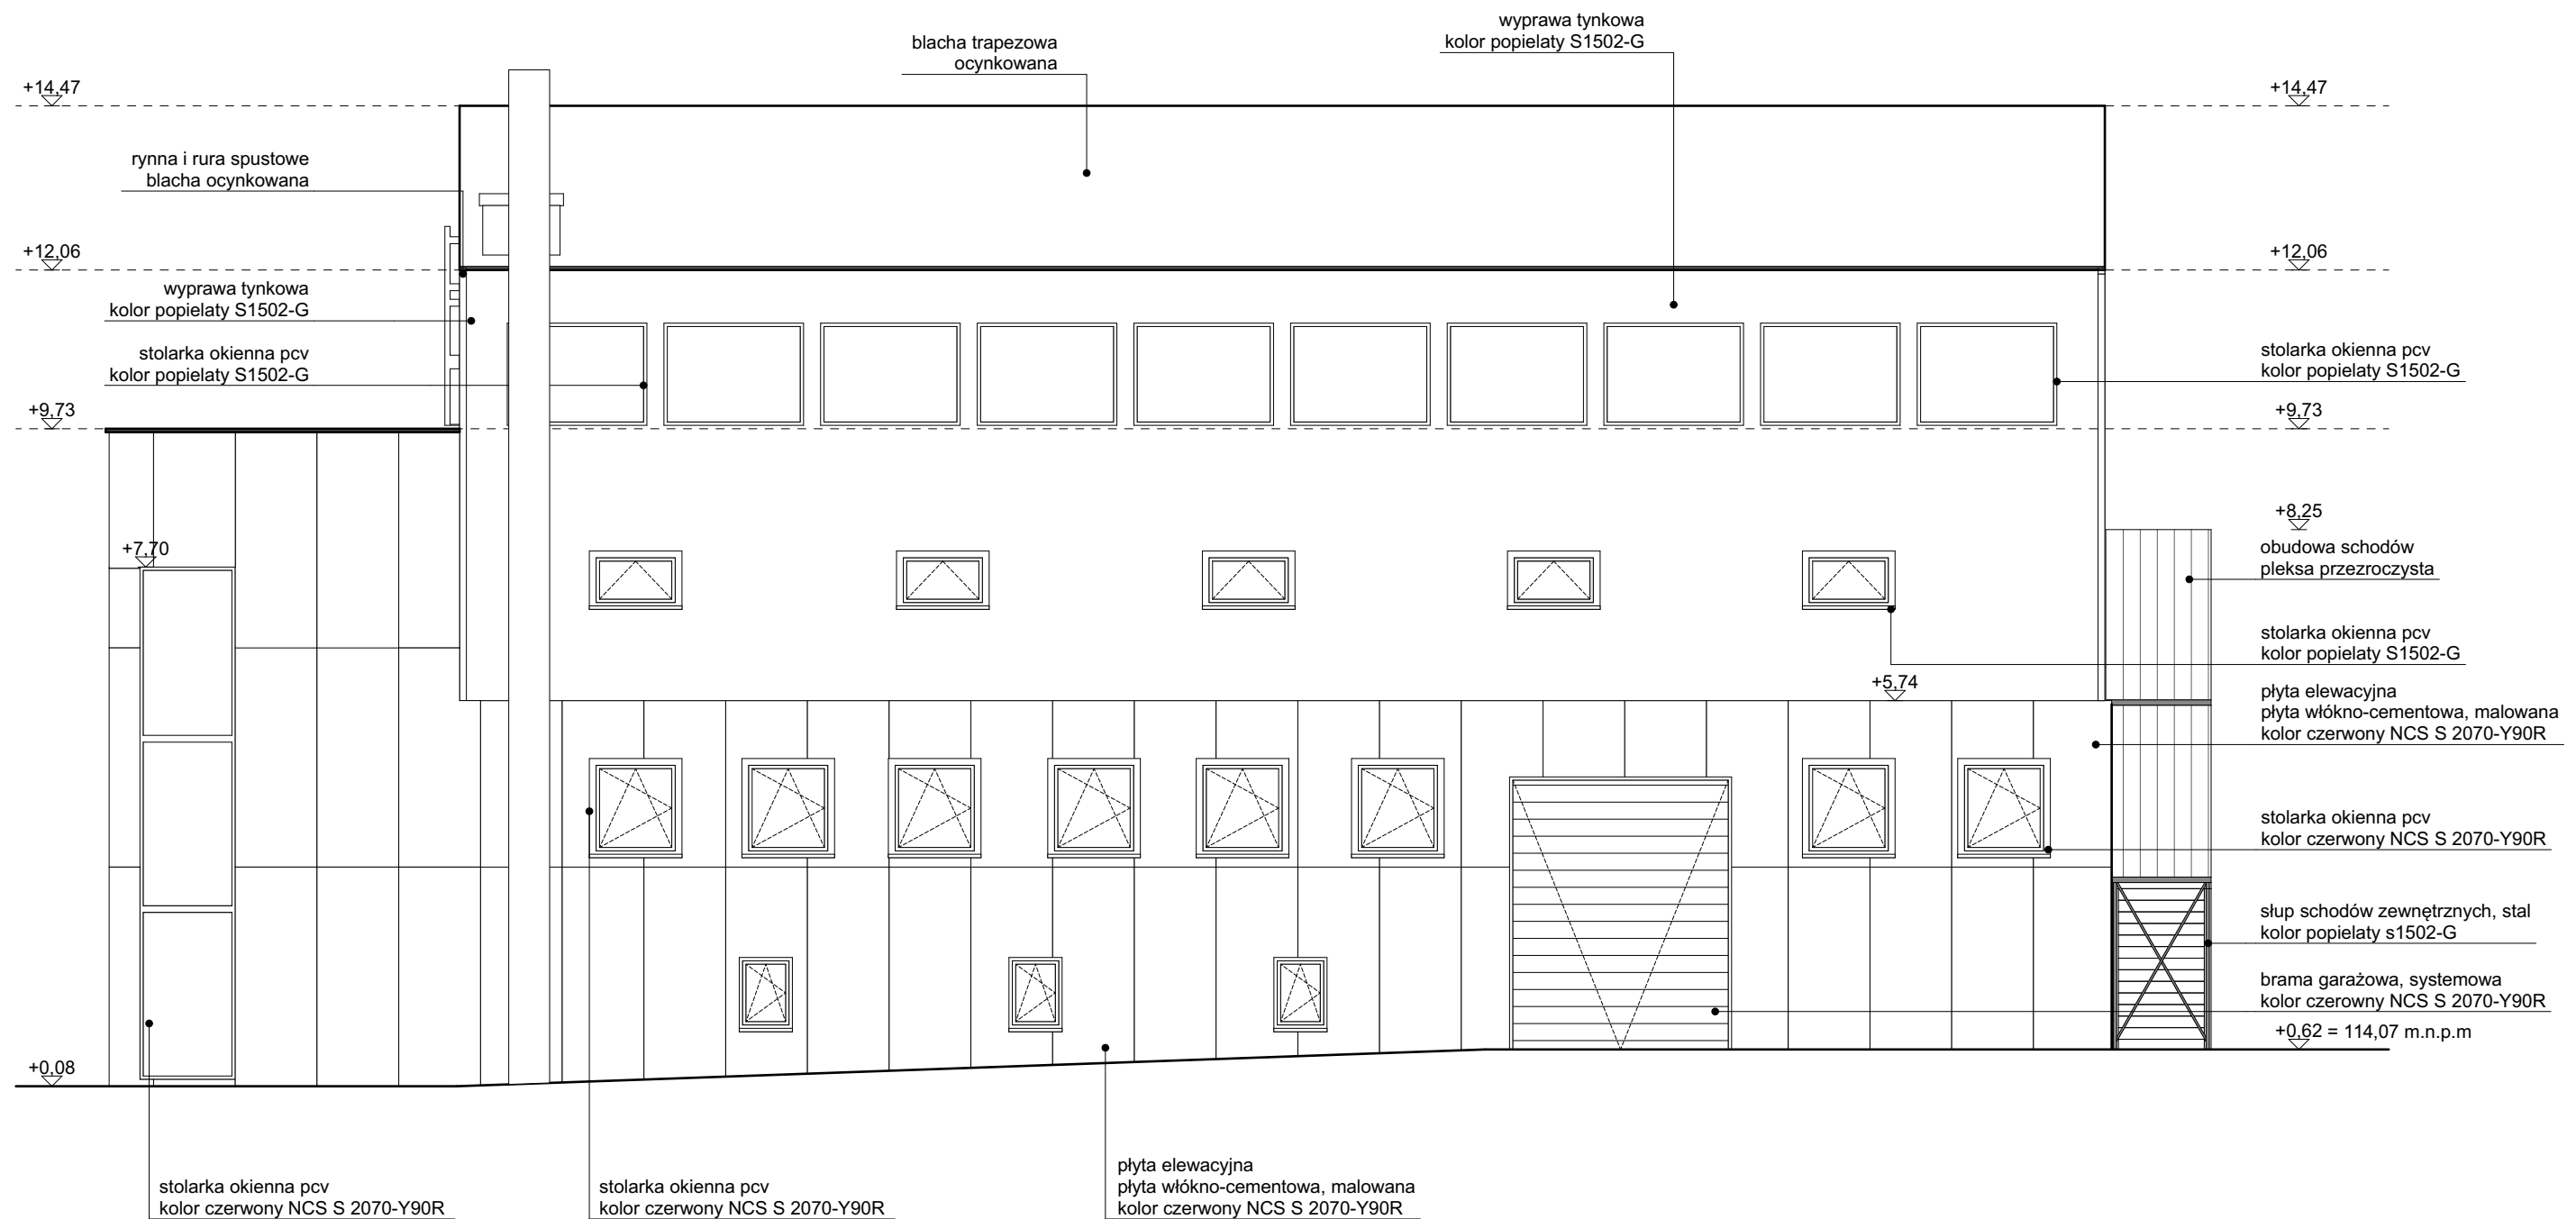 wyprawa tynkowa
kolor popielaty S1502-G
blacha trapezowa
ocynkowana
+14,47
+14,47
rynna i rura spustowe
blacha ocynkowana
+12,06
+12,06
wyprawa tynkowa
kolor popielaty S1502-G
stolarka okienna pcv
kolor popielaty S1502-G
stolarka okienna pcv
kolor popielaty S1502-G
+9,73
+9,73
+8,25
+7,70
obudowa schodów
pleksa przezroczysta
stolarka okienna pcv
kolor popielaty S1502-G
+5,74
płyta elewacyjna
płyta włókno-cementowa, malowana
kolor czerwony NCS S 2070-Y90R
stolarka okienna pcv
kolor czerwony NCS S 2070-Y90R
słup schodów zewnętrznych, stal
kolor popielaty s1502-G
brama garażowa, systemowa
kolor czerowny NCS S 2070-Y90R
+0,62 = 114,07 m.n.p.m
+0,08
stolarka okienna pcv
kolor czerwony NCS S 2070-Y90R
stolarka okienna pcv
kolor czerwony NCS S 2070-Y90R
płyta elewacyjna
płyta włókno-cementowa, malowana
kolor czerwony NCS S 2070-Y90R